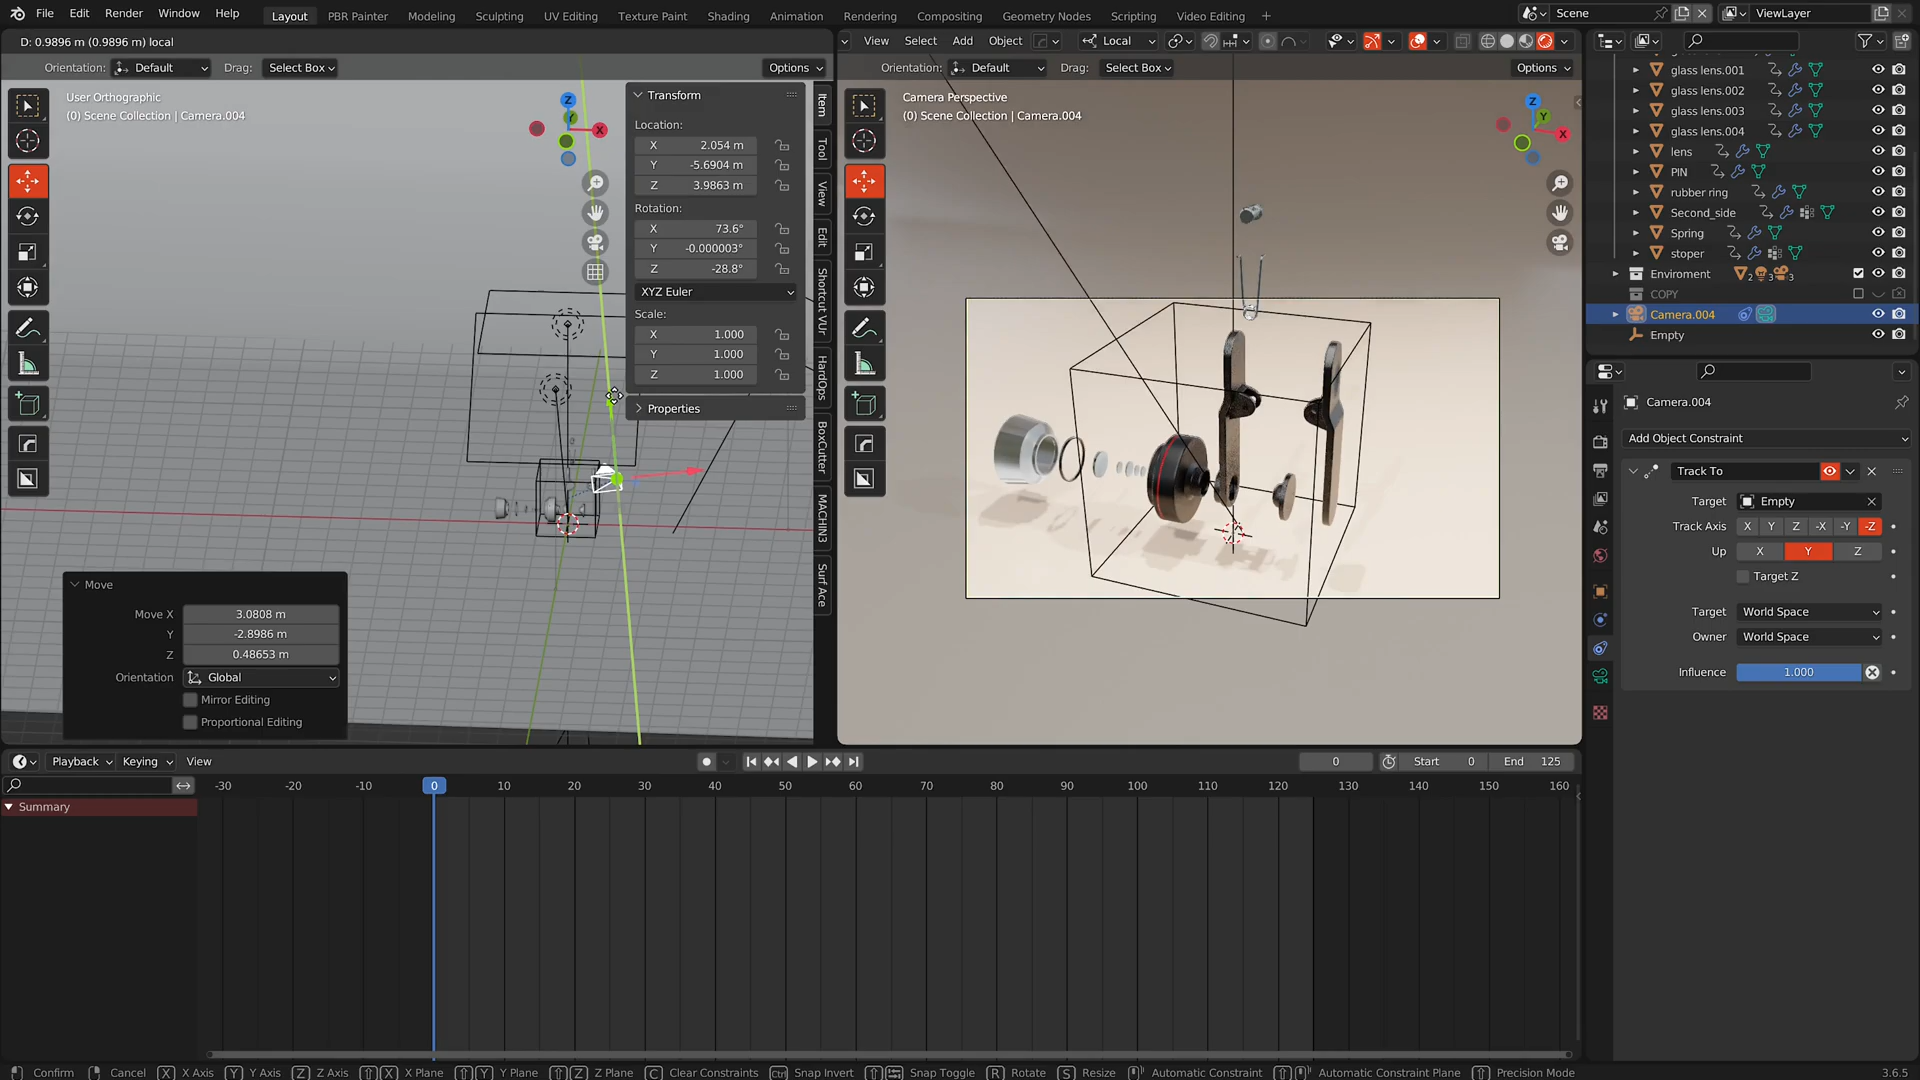 File Edit Render Window Help Layout PBR Painter Modeling Sculpting UV Editing Texture Paint Shading Animation Rendering Compositing Geometry Nodes Scripting Video Editing + Scene ViewLayer
D: 0.9896 m (0.9896 m) local
View Select Add Object Local
Orientation: Default Drag: Select Box Options
Orientation: Default Drag: Select Box Options
User Orthographic
(0) Scene Collection | Camera.004
Z
Y
X
Transform
Location:
X 2.054 m
Y -5.6904 m
Z 3.9863 m
Rotation:
X 73.6°
Y -0.000003°
Z -28.8°
XYZ Euler
Scale:
X 1.000
Y 1.000
Z 1.000
Properties
Item
Tool
View
Edit
Shortcut VUr
HardOps
BoxCutter
MACHIN3
Surf Ace
Move
Move X 3.0808 m
Y -2.8986 m
Z 0.48653 m
Orientation Global
Mirror Editing
Proportional Editing
Camera Perspective
(0) Scene Collection | Camera.004
Z
Y
X
glass lens.001
glass lens.002
glass lens.003
glass lens.004
lens
PIN
rubber ring
Second_side
Spring
stoper
Enviroment 2 3 3
COPY
Camera.004
Empty
Camera.004
Add Object Constraint
Track To
Target Empty
Track Axis X Y Z -X -Y -Z
Up X Y Z
Target Z
Target World Space
Owner World Space
Influence 1.000
Playback Keying View 0 Start 0 End 125
-30 -20 -10 0 10 20 30 40 50 60 70 80 90 100 110 120 130 140 150 160
Summary
Confirm Cancel X X Axis Y Y Axis Z Z Axis X X Plane Y Y Plane Z Z Plane C Clear Constraints Ctrl Snap Invert Snap Toggle R Rotate S Resize Automatic Constraint Automatic Constraint Plane Precision Mode 3.6.5